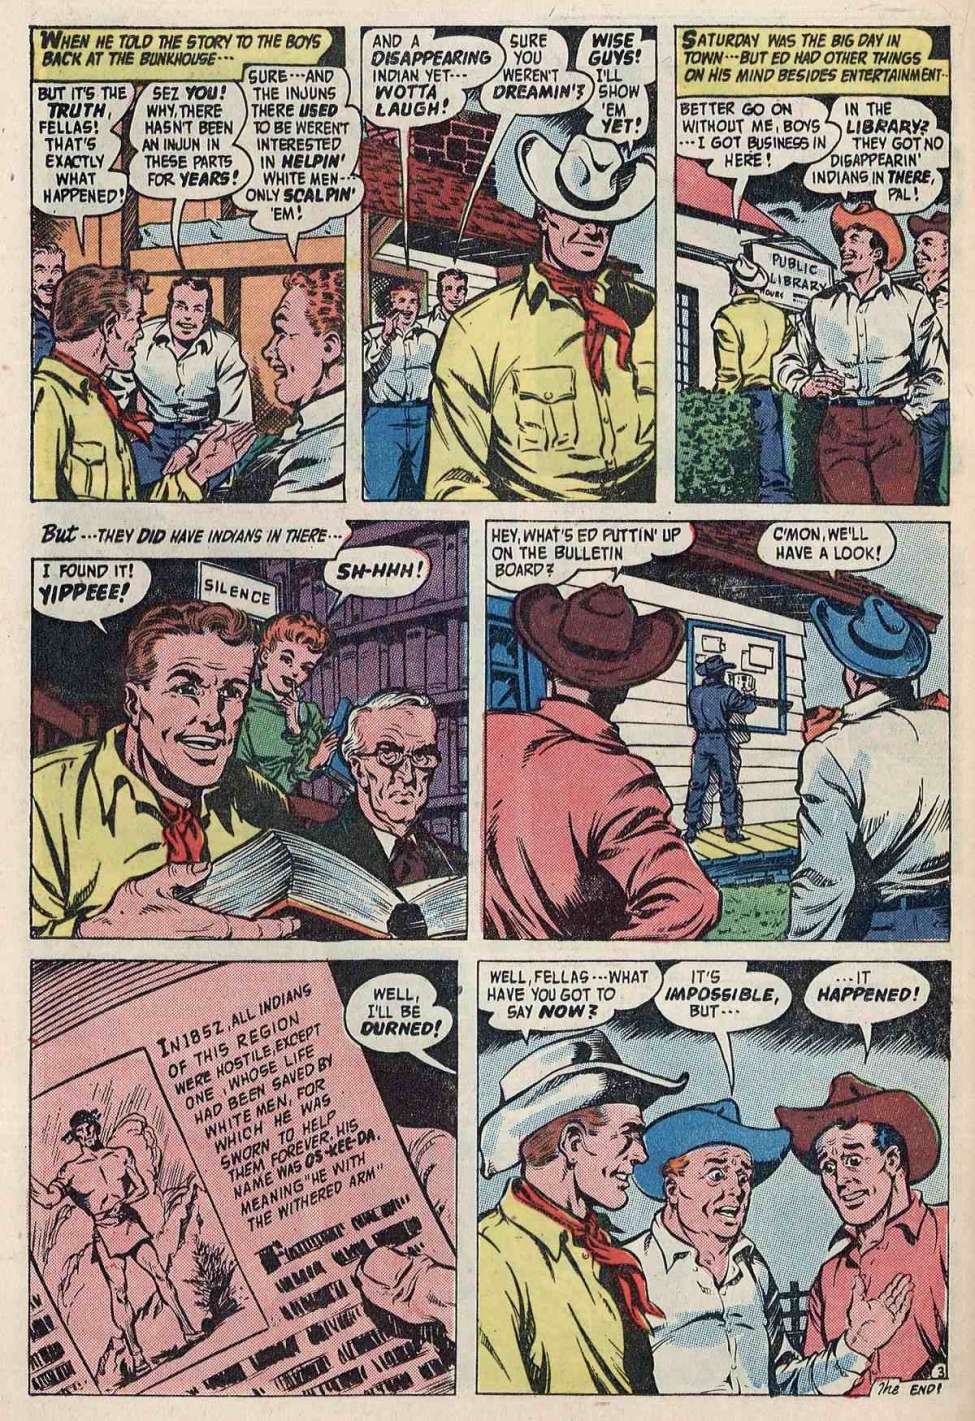 WHEN HE TOLD THE STORY TO THE BOYS
BACK AT THE BUNKHOUSE---
BUT IT'S THE
TRUTH,
FELLAS!
THAT'S
EXACTLY
WHAT
HAPPENED!
SEZ YOU!
WHY, THERE
HASN'T BEEN
AN INJUN IN
THESE PARTS
FOR YEARS!
SURE---AND
THE INJUNS
THERE USED
TO BE WEREN'T
INTERESTED
IN HELPIN'
WHITE MEN--
ONLY SCALPIN'
'EM!
AND A
DISAPPEARING
INDIAN YET---
WOTTA
LAUGH!
SURE
YOU
WEREN'T
DREAMIN'?
WISE
GUYS!
I'LL
SHOW
'EM
YET!
SATURDAY WAS THE BIG DAY IN
TOWN---BUT ED HAD OTHER THINGS
ON HIS MIND BESIDES ENTERTAINMENT--
BETTER GO ON
WITHOUT ME, BOYS
---I GOT BUSINESS IN
HERE!
IN THE
LIBRARY?
THEY GOT NO
DISAPPEARIN'
INDIANS IN THERE,
PAL!
PUBLIC
LIBRARY
HOURS
But---THEY DID HAVE INDIANS IN THERE---
I FOUND IT!
YIPPEEE!
SILENCE
SH-HHH!
HEY, WHAT'S ED PUTTIN' UP
ON THE BULLETIN
BOARD?
C'MON, WE'LL
HAVE A LOOK!
IN 1852, ALL INDIANS
OF THIS REGION
WERE HOSTILE, EXCEPT
ONE, WHOSE LIFE
HAD BEEN SAVED BY
WHITE MEN, FOR
WHICH HE WAS
SWORN TO HELP
THEM FOREVER. HIS
NAME WAS OS-KEE-DA,
MEANING "HE WITH
THE WITHERED ARM"
WELL,
I'LL BE
DURNED!
WELL, FELLAS---WHAT
HAVE YOU GOT TO
SAY NOW?
IT'S
IMPOSSIBLE,
BUT---
---IT
HAPPENED!
3
The END!